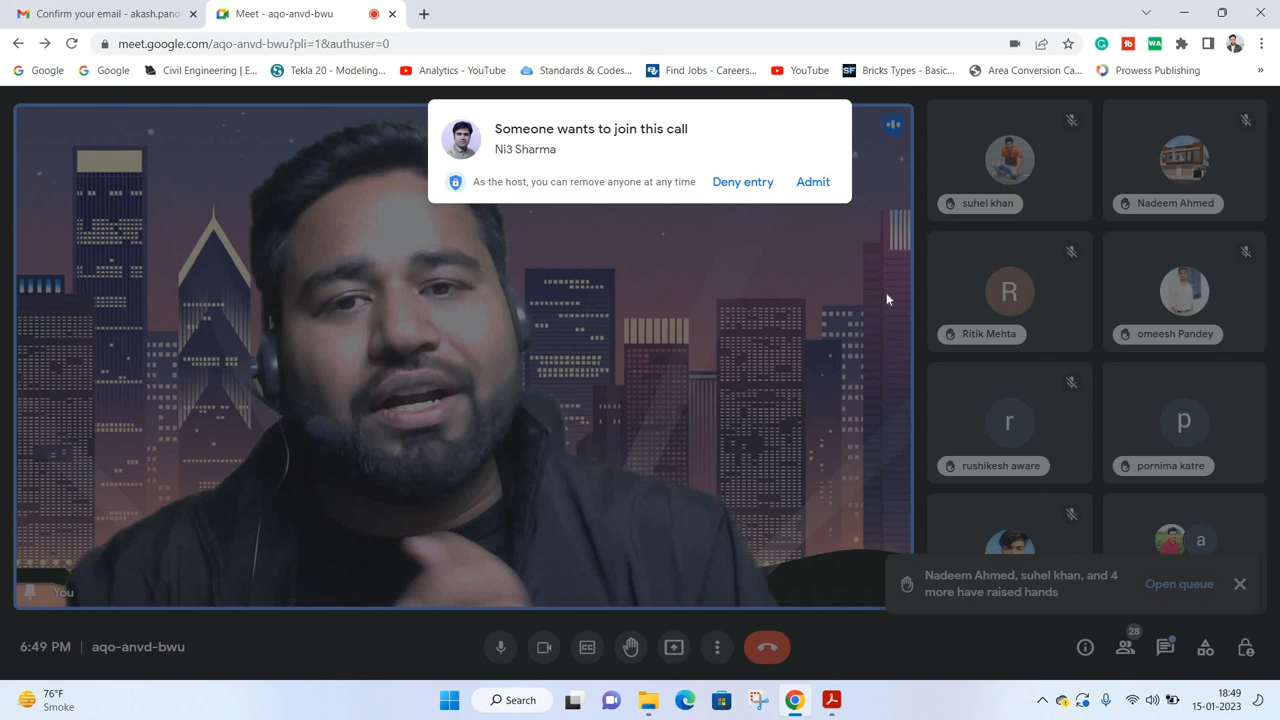 Confirm your email - akash.pand
Meet - aqo-anvd-bwu
meet.google.com/aqo-anvd-bwu?pli=1&authuser=0
Google
Google
Civil Engineering | E...
Tekla 20 - Modeling...
Analytics - YouTube
Standards & Codes...
Find Jobs - Careers...
YouTube
SF
Bricks Types - Basic...
Area Conversion Ca...
Prowess Publishing
»
Someone wants to join this call
Ni3 Sharma
As the host, you can remove anyone at any time
Deny entry
Admit
suhel khan
Nadeem Ahmed
R
Ritik Mehta
omeesh Pandey
r
rushikesh aware
p
pornima katre
a
Nadeem Ahmed, suhel khan, and 4
more have raised hands
Open queue
You
6:49 PM | aqo-anvd-bwu
28
76°F
Smoke
Search
18:49
15-01-2023